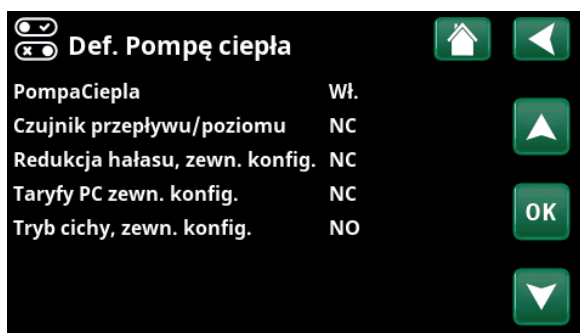 Def. Pompę ciepła
PompaCiepla Wł.
Czujnik przepływu/poziomu NC
Redukcja hałasu, zewn. konfig. NC
Taryfy PC zewn. konfig. NC
Tryb cichy, zewn. konfig. NO
OK